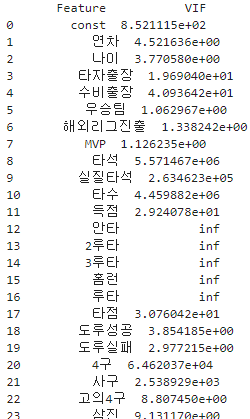 Feature VIF
0 const 8.521115e+02
1 연차 4.521636e+00
2 나이 3.770580e+00
3 타자출장 1.969040e+01
4 수비출장 4.093642e+01
5 우승팀 1.062967e+00
6 해외리그진출 1.338242e+00
7 MVP 1.126235e+00
8 타석 5.571467e+06
9 실질타석 2.634623e+05
10 타수 4.459882e+06
11 득점 2.924078e+01
12 안타 inf
13 2루타 inf
14 3루타 inf
15 홈런 inf
16 루타 inf
17 타점 3.076042e+01
18 도루성공 3.854185e+00
19 도루실패 2.977215e+00
20 4구 6.462037e+04
21 사구 2.538929e+03
22 고의4구 8.807450e+00
23 삼진 9.131170e+00